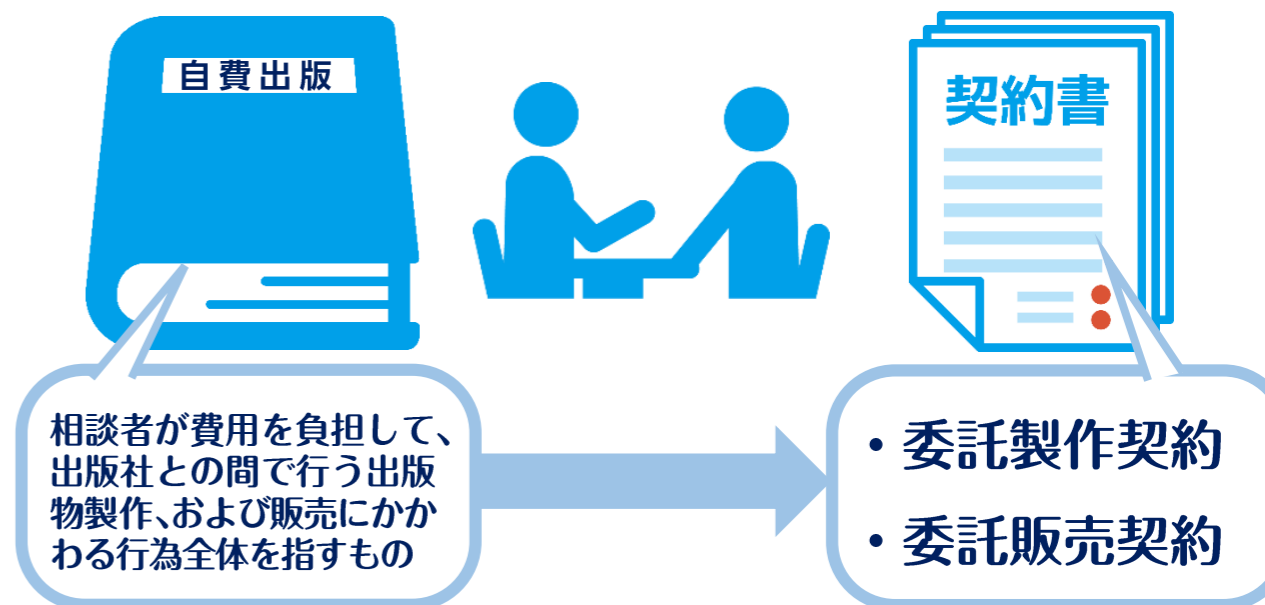 自費出版
契約書
相談者が費用を負担して、
出版社との間で行う出版
物製作、および販売にかか
わる行為全体を指すもの
・委託製作契約
・委託販売契約